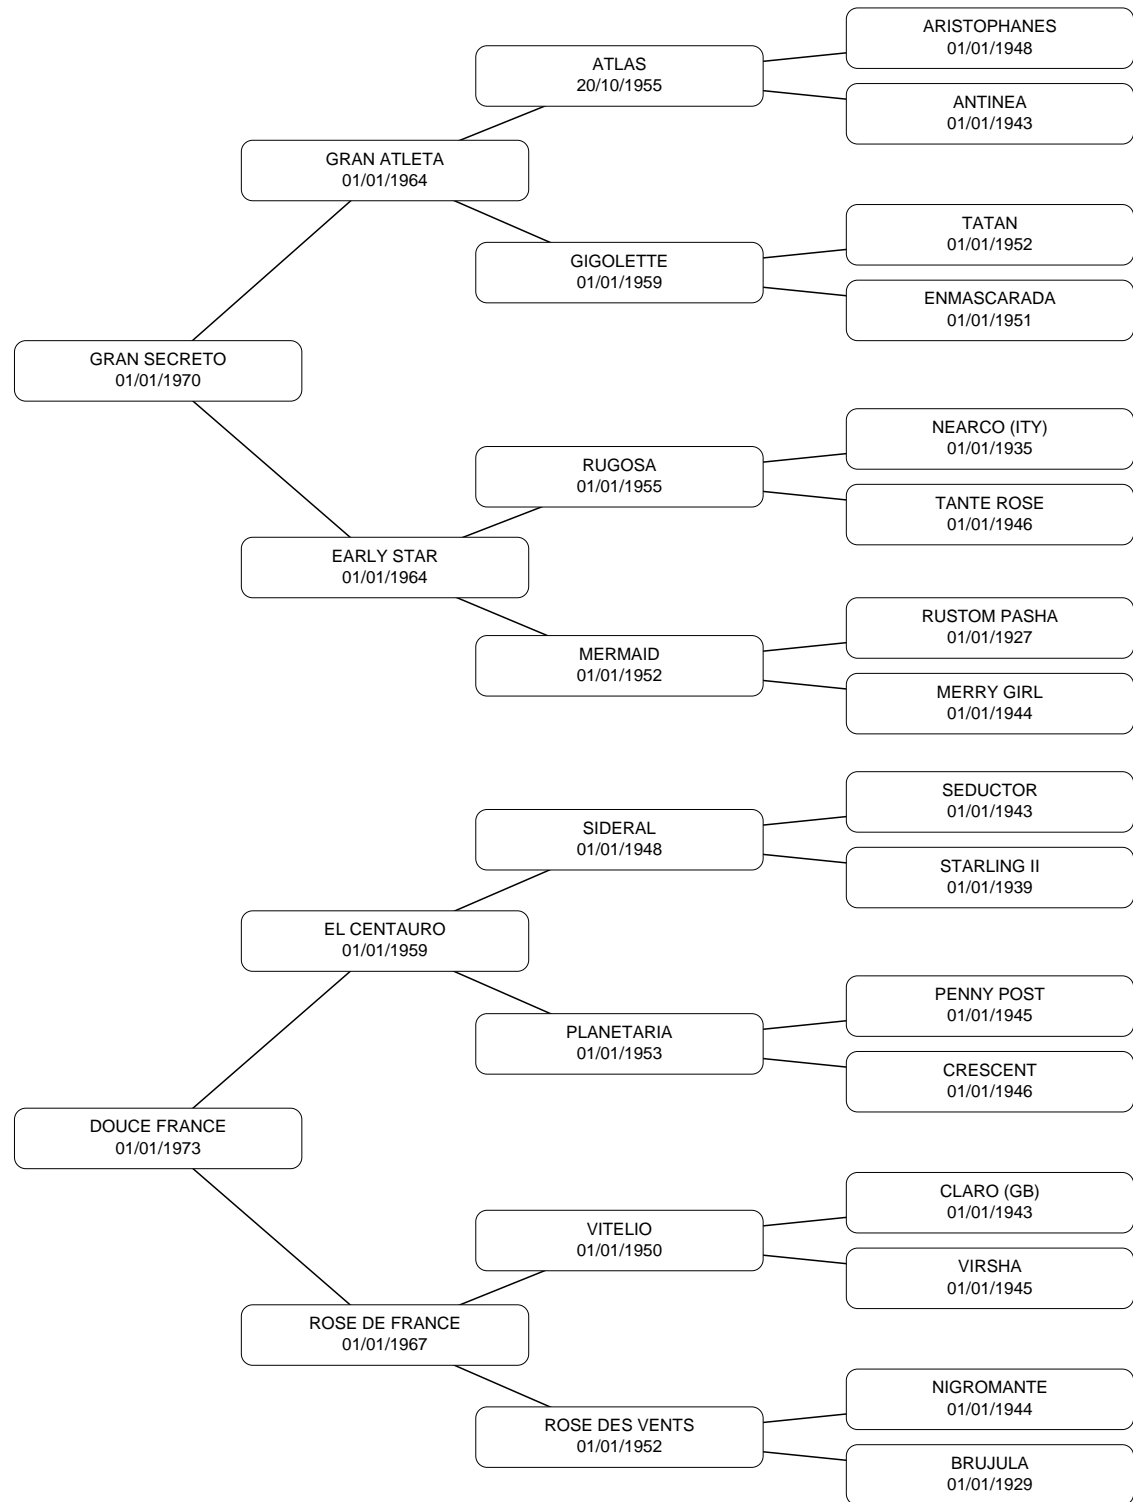 ARISTOPHANES
01/01/1948
ATLAS
20/10/1955
ANTINEA
01/01/1943
GRAN ATLETA
01/01/1964
TATAN
01/01/1952
GIGOLETTE
01/01/1959
ENMASCARADA
01/01/1951
GRAN SECRETO
01/01/1970
NEARCO (ITY)
01/01/1935
RUGOSA
01/01/1955
TANTE ROSE
01/01/1946
EARLY STAR
01/01/1964
RUSTOM PASHA
01/01/1927
MERMAID
01/01/1952
MERRY GIRL
01/01/1944
SEDUCTOR
01/01/1943
SIDERAL
01/01/1948
STARLING II
01/01/1939
EL CENTAURO
01/01/1959
PENNY POST
01/01/1945
PLANETARIA
01/01/1953
CRESCENT
01/01/1946
DOUCE FRANCE
01/01/1973
CLARO (GB)
01/01/1943
VITELIO
01/01/1950
VIRSHA
01/01/1945
ROSE DE FRANCE
01/01/1967
NIGROMANTE
01/01/1944
ROSE DES VENTS
01/01/1952
BRUJULA
01/01/1929